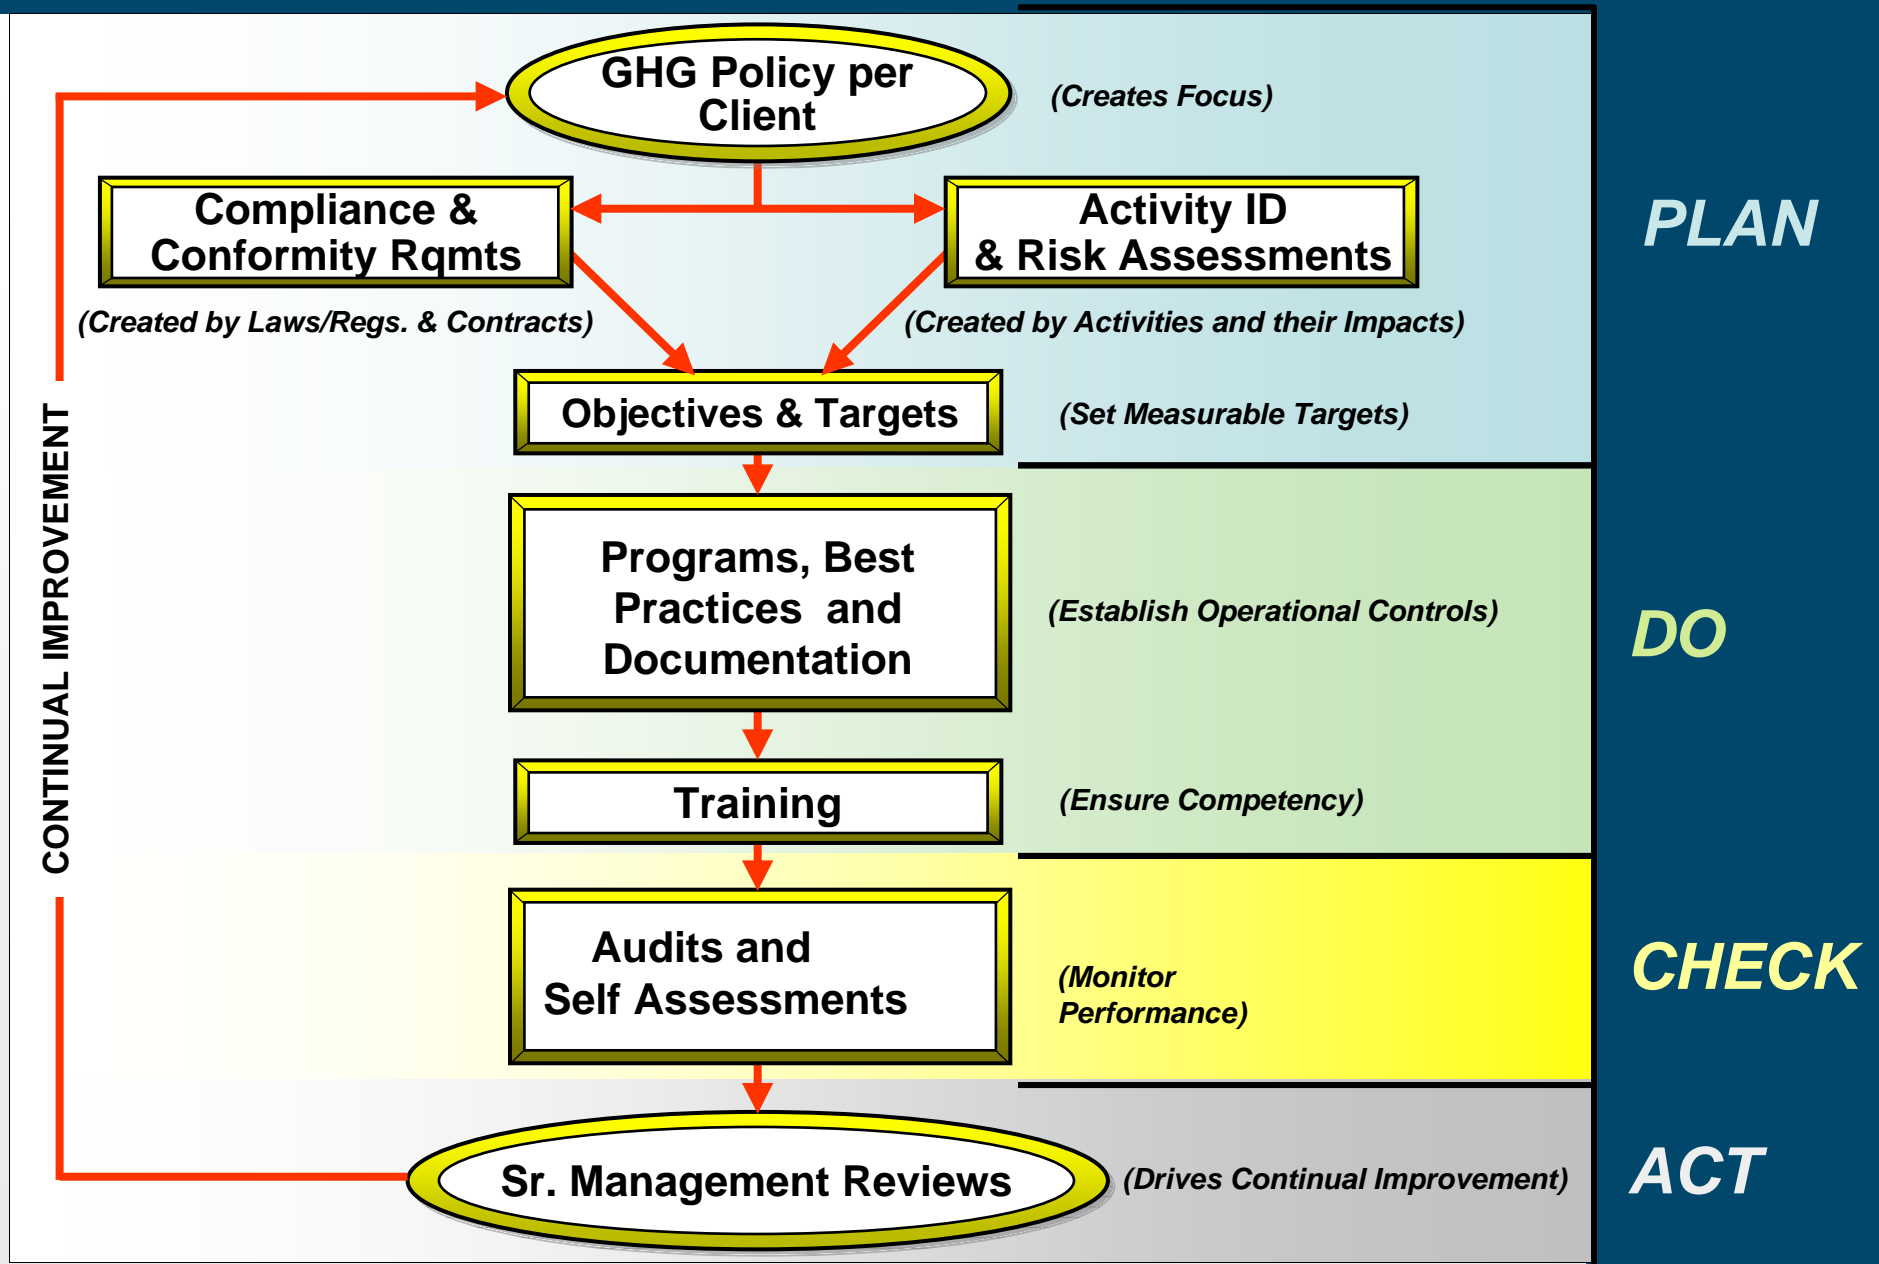 GHG Policy per
Client
(Creates Focus)
Compliance &
Conformity Rqmts
Activity ID
& Risk Assessments
PLAN
(Created by Laws/Regs. & Contracts)
(Created by Activities and their Impacts)
Objectives & Targets
(Set Measurable Targets)
CONTINUAL IMPROVEMENT
Programs, Best
Practices and
Documentation
(Establish Operational Controls)
DO
Training
(Ensure Competency)
Audits and
Self Assessments
(Monitor
Performance)
CHECK
Sr. Management Reviews
(Drives Continual Improvement)
ACT